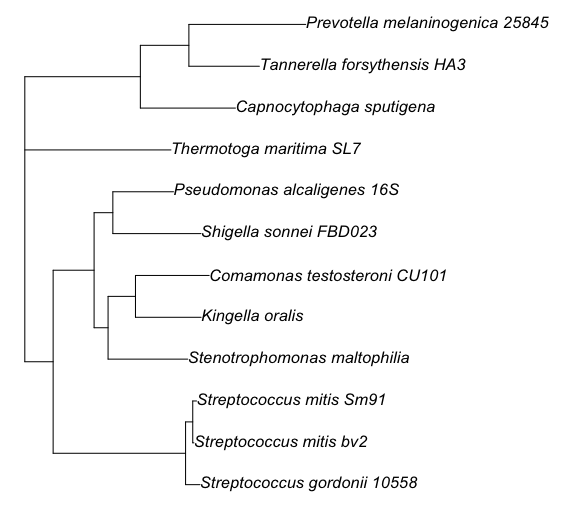 Prevotella melaninogenica 25845
Tannerella forsythensis HA3
Capnocytophaga sputigena
Thermotoga maritima SL7
Pseudomonas alcaligenes 16S
Shigella sonnei FBD023
Comamonas testosteroni CU101
Kingella oralis
Stenotrophomonas maltophilia
Streptococcus mitis Sm91
Streptococcus mitis bv2
Streptococcus gordonii 10558